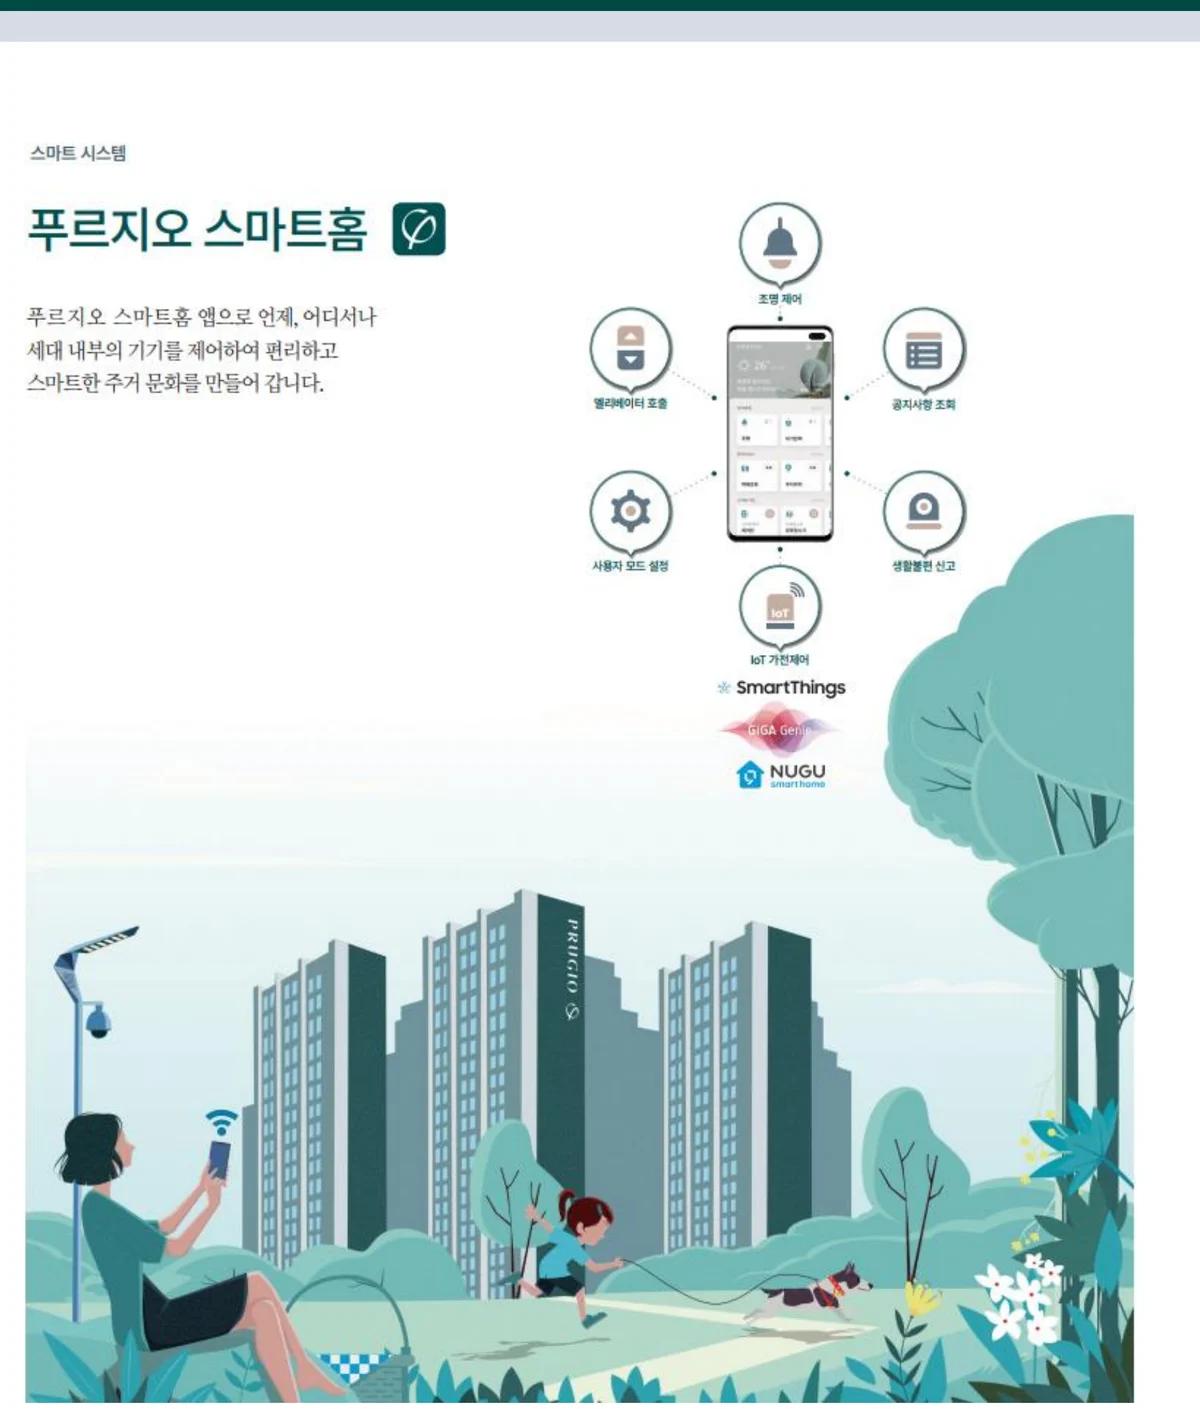 스마트 시스템
푸르지오 스마트홈
푸르지오 스마트홈 앱으로 언제, 어디서나
세대 내부의 기기를 제어하여 편리하고
스마트한 주거 문화를 만들어 갑니다.
조명 제어
엘리베이터 호출
공지사항 조회
26°
사용자 모드 설정
생활불편 신고
IoT
IoT 가전제어
SmartThings
GiGA Genie
NUGU
smarthome
PRUGIO